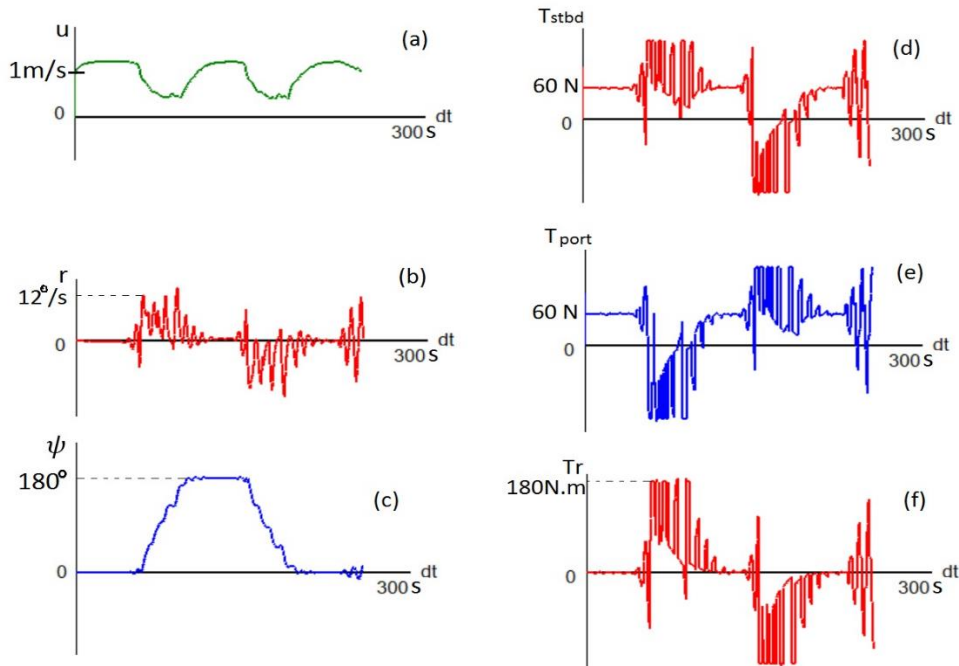 u
(a)
1m/s
0
dt
300 s
r
(b)
12°/s
0
dt
300 s
ψ
180°
(c)
0
dt
300 s
Tstbd
(d)
60 N
0
dt
300 s
Tport
(e)
60 N
0
dt
300 s
Tr
180N.m
(f)
0
dt
300 s